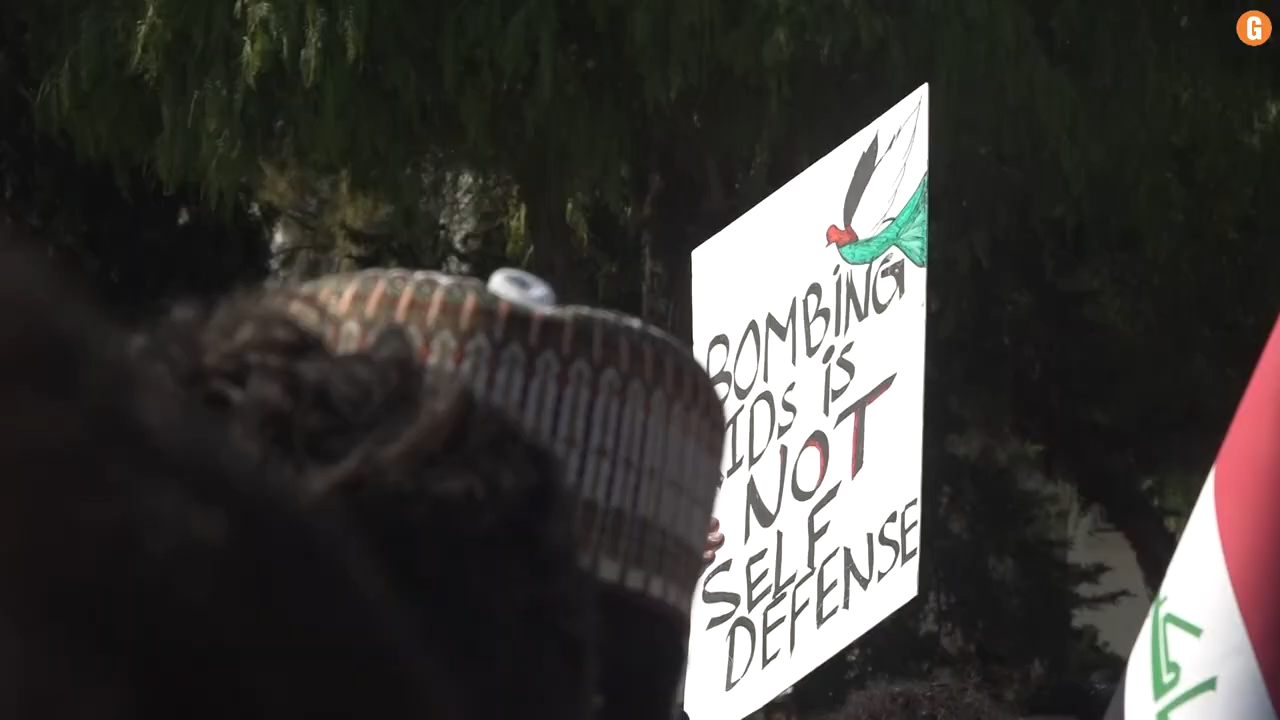 G
BOMBING
IDS IS
NOT
SELF
DEFENSE